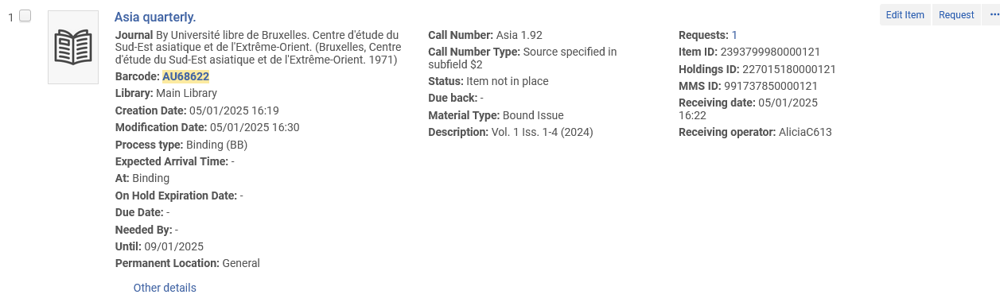 1
Asia quarterly.
Journal By Université libre de Bruxelles. Centre d'étude du
Sud-Est asiatique et de l'Extrême-Orient. (Bruxelles, Centre
d'étude du Sud-Est asiatique et de l'Extrême-Orient. 1971)
Barcode: AU68622
Library: Main Library
Creation Date: 05/01/2025 16:19
Modification Date: 05/01/2025 16:30
Process type: Binding (BB)
Expected Arrival Time: -
At: Binding
On Hold Expiration Date: -
Due Date: -
Needed By: -
Until: 09/01/2025
Permanent Location: General
Other details
Call Number: Asia 1.92
Call Number Type: Source specified in
subfield $2
Status: Item not in place
Due back: -
Material Type: Bound Issue
Description: Vol. 1 Iss. 1-4 (2024)
Edit Item Request ...
Requests: 1
Item ID: 2393799980000121
Holdings ID: 227015180000121
MMS ID: 991737850000121
Receiving date: 05/01/2025
16:22
Receiving operator: AliciaC613